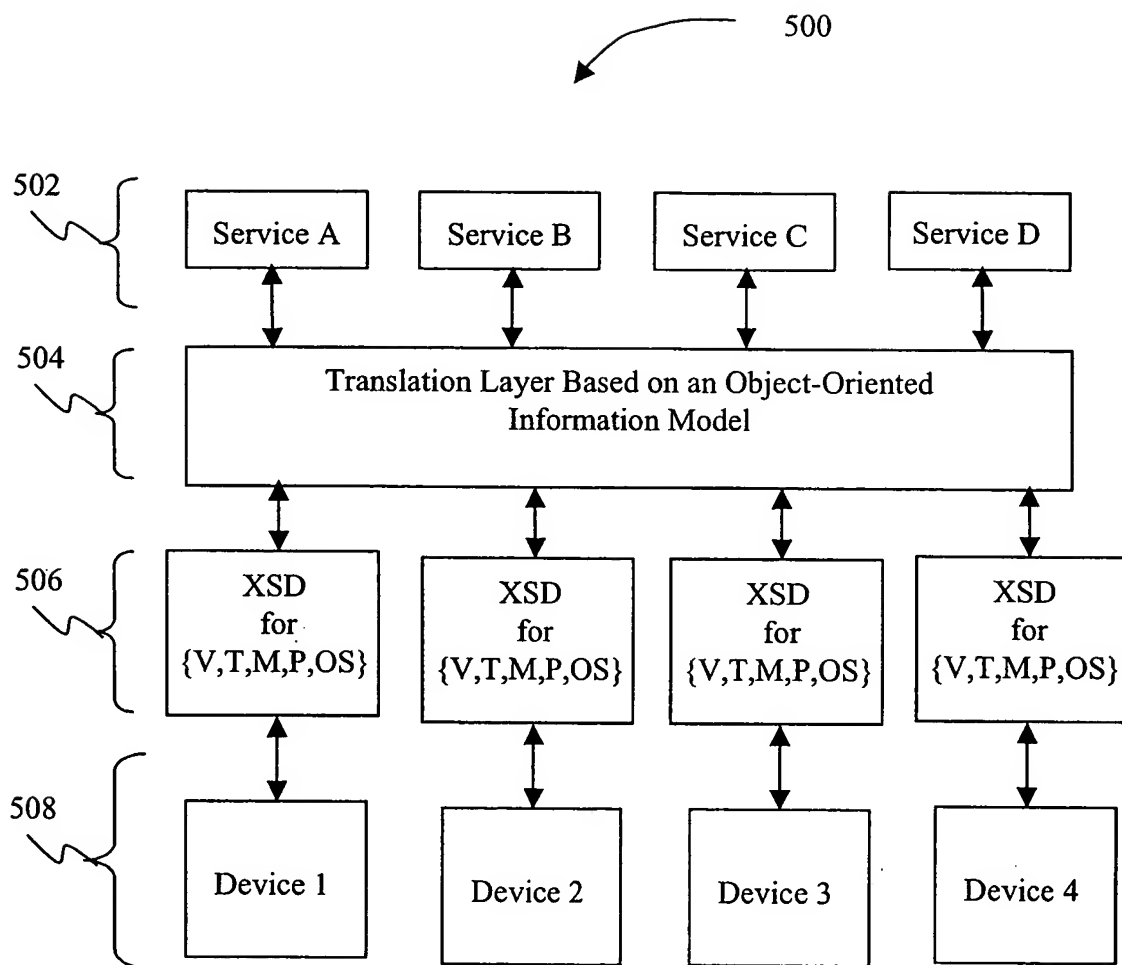 500
502
Service A
Service B
Service C
Service D
504
Translation Layer Based on an Object-Oriented
Information Model
506
XSD
for
{V,T,M,P,OS}
XSD
for
{V,T,M,P,OS}
XSD
for
{V,T,M,P,OS}
XSD
for
{V,T,M,P,OS}
508
Device 1
Device 2
Device 3
Device 4